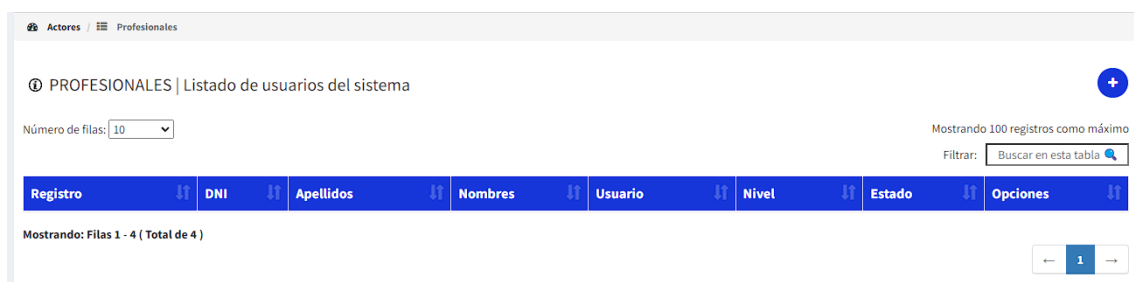 Actores / Profesionales
PROFESIONALES | Listado de usuarios del sistema
+
Número de filas: 10
Mostrando 100 registros como máximo
Filtrar: Buscar en esta tabla
Registro DNI Apellidos Nombres Usuario Nivel Estado Opciones
Mostrando: Filas 1 - 4 ( Total de 4 )
← 1 →